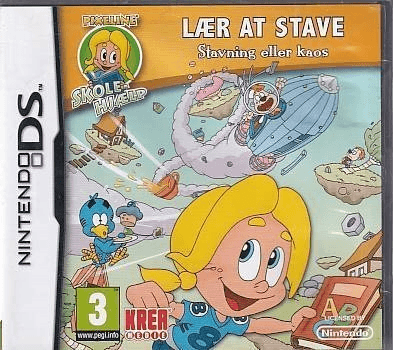 PIXELINE
SKOLE-
HJÆLP
LÆR AT STAVE
Stavning eller kaos
NINTENDO DS
3
www.pegi.info
KREA
MEDIE
LICENSED BY
Nintendo